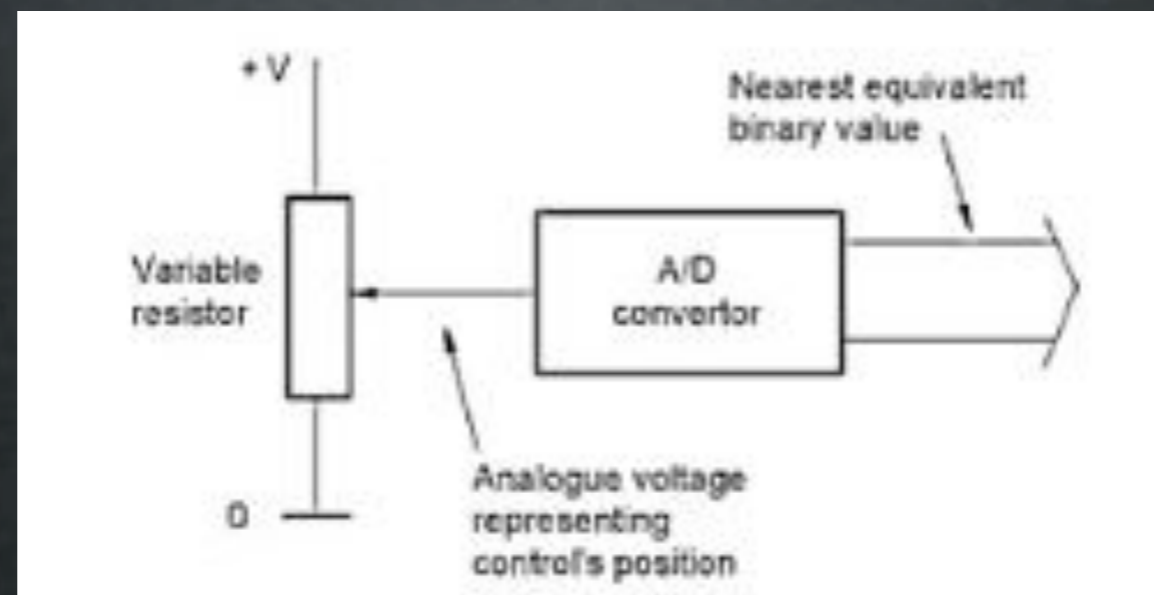 + V
Nearest equivalent
binary value
Variable
resistor
A/D
convertor
Analogue voltage
representing
control's position
0